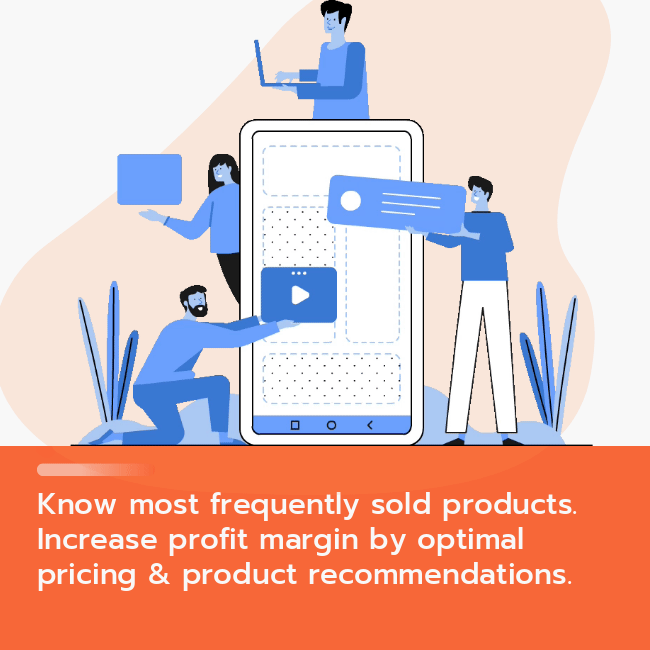 Know most frequently sold products.
Increase profit margin by optimal
pricing & product recommendations.